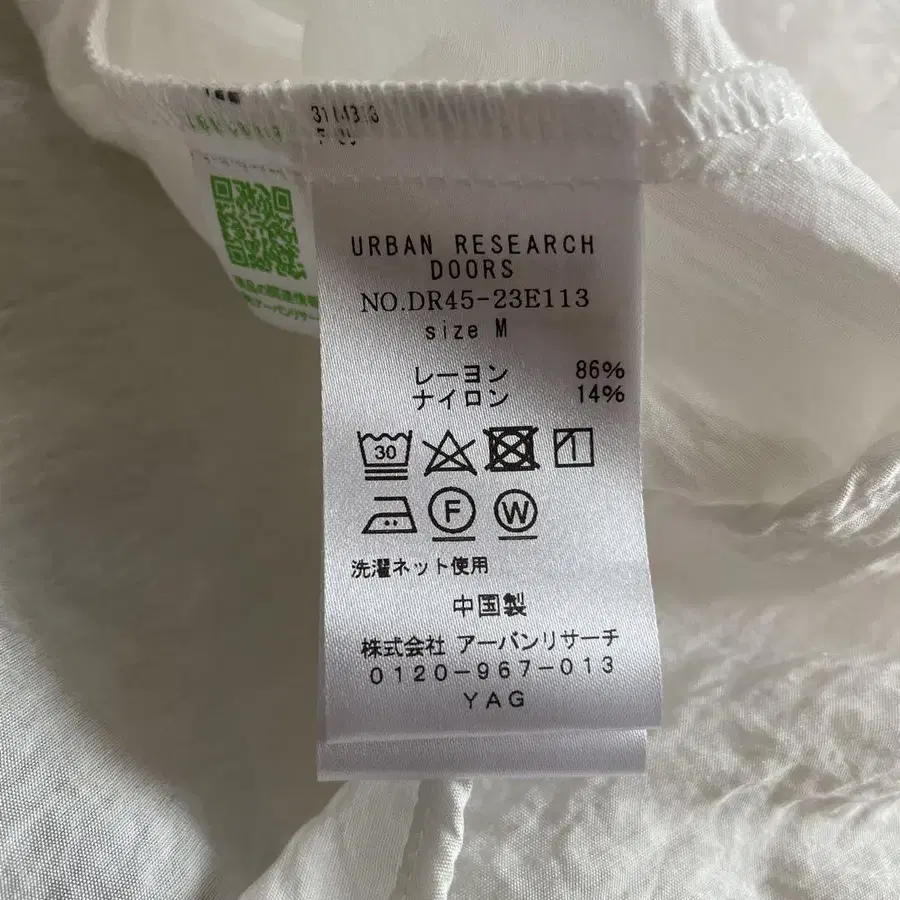 URBAN RESEARCH
DOORS
NO.DR45-23E113
size M
レーヨン 86%
ナイロン 14%
30
F W
洗濯ネット使用
中国製
株式会社 アーバンリサーチ
0120-967-013
YAG